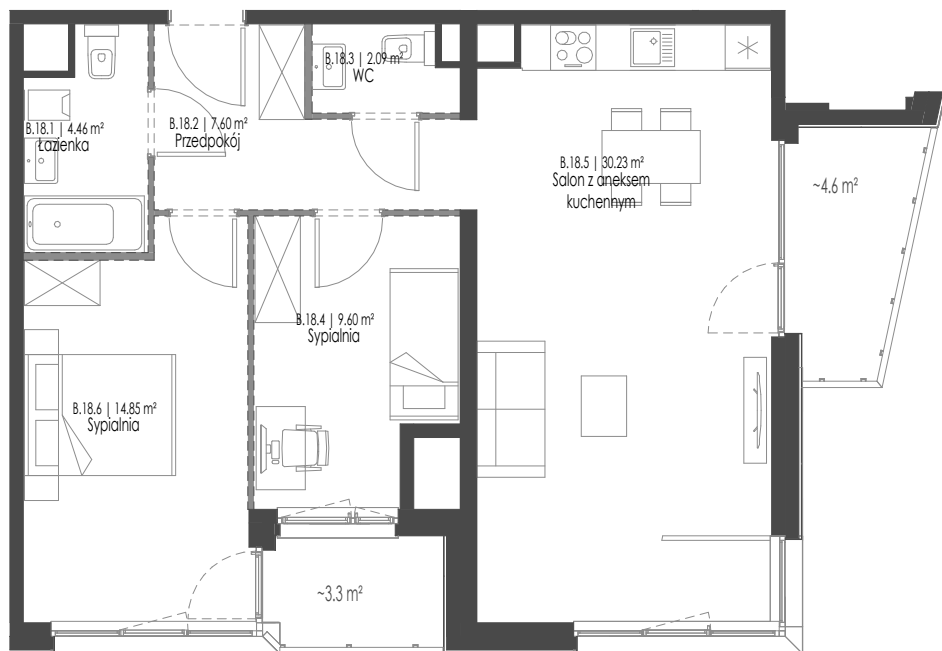 B.18.3 | 2.09 m²
WC
B.18.1 | 4.46 m²
Łazienka
B.18.2 | 7.60 m²
Przedpokój
B.18.5 | 30.23 m²
Salon z aneksem
kuchennym
~4.6 m²
B.18.4 | 9.60 m²
Sypialnia
B.18.6 | 14.85 m²
Sypialnia
~3.3 m²